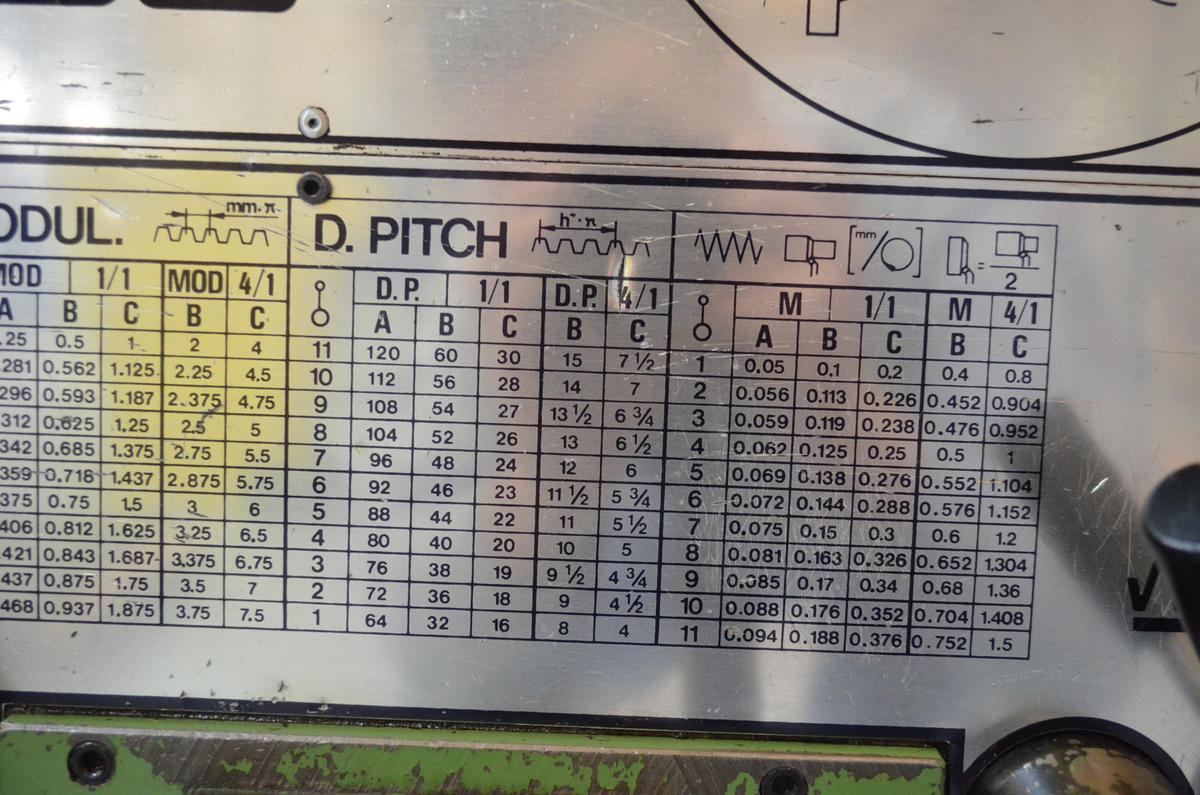 ODUL. mm·π D. PITCH h"·π [mm/] = 2
MOD 1/1 MOD 4/1 D.P. 1/1 D.P. 4/1 M 1/1 M 4/1
A B C B C A B C B C A B C B C
.25 0.5 1 2 4 11 120 60 30 15 7 ½ 1 0.05 0.1 0.2 0.4 0.8
.281 0.562 1.125 2.25 4.5 10 112 56 28 14 7 2 0.056 0.113 0.226 0.452 0.904
.296 0.593 1.187 2.375 4.75 9 108 54 27 13 ½ 6 ¾ 3 0.059 0.119 0.238 0.476 0.952
.312 0.625 1.25 2.5 5 8 104 52 26 13 6 ½ 4 0.062 0.125 0.25 0.5 1
.342 0.685 1.375 2.75 5.5 7 96 48 24 12 6 5 0.069 0.138 0.276 0.552 1.104
.359 0.718 1.437 2.875 5.75 6 92 46 23 11 ½ 5 ¾ 6 0.072 0.144 0.288 0.576 1.152
.375 0.75 1.5 3 6 5 88 44 22 11 5 ½ 7 0.075 0.15 0.3 0.6 1.2
.406 0.812 1.625 3.25 6.5 4 80 40 20 10 5 8 0.081 0.163 0.326 0.652 1.304
.421 0.843 1.687 3.375 6.75 3 76 38 19 9 ½ 4 ¾ 9 0.085 0.17 0.34 0.68 1.36
.437 0.875 1.75 3.5 7 2 72 36 18 9 4 ½ 10 0.088 0.176 0.352 0.704 1.408
.468 0.937 1.875 3.75 7.5 1 64 32 16 8 4 11 0.094 0.188 0.376 0.752 1.5